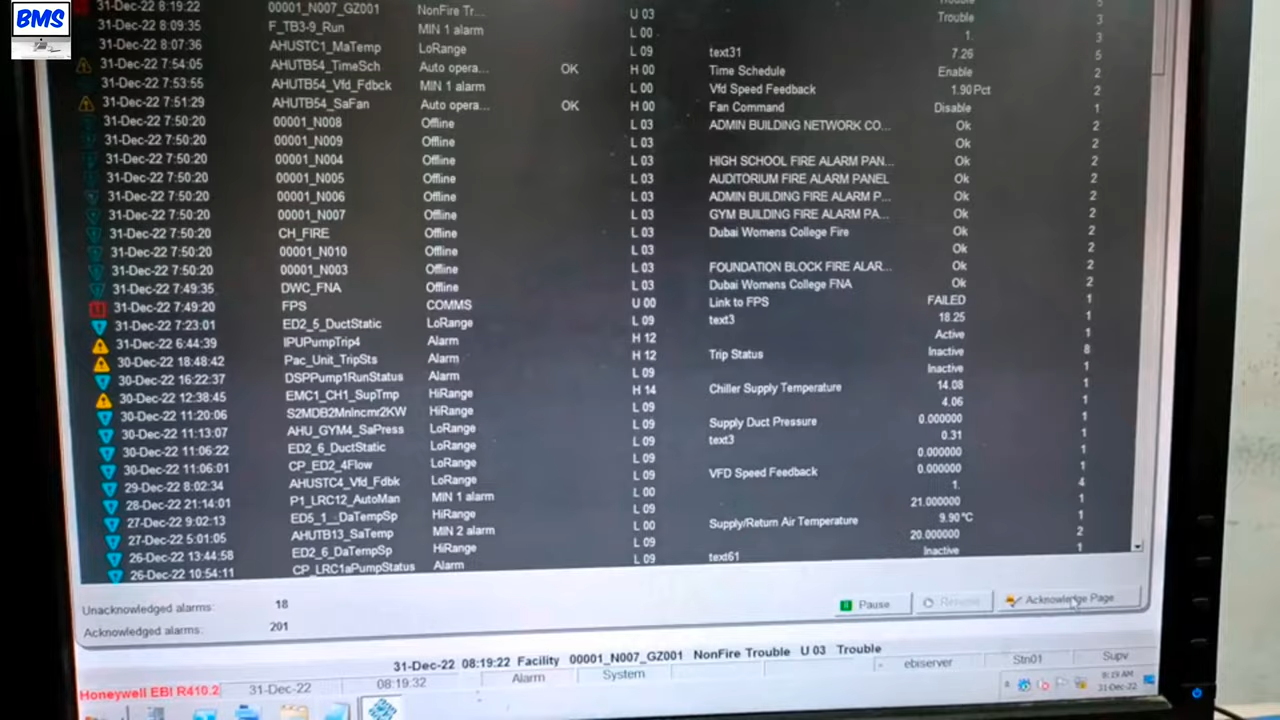 BMS
31-Dec-22 8:19:22 00001_N007_GZ001 NonFire Tr... U 03 Trouble 5
31-Dec-22 8:09:35 F_TB3-9_Run MIN 1 alarm L 00 Trouble 3
31-Dec-22 8:07:36 AHUSTC1_MaTemp LoRange L 09 text31 1. 3
31-Dec-22 7:54:05 AHUTB54_TimeSch Auto opera... OK H 00 Time Schedule 7.26 5
31-Dec-22 7:53:55 AHUTB54_Vfd_Fdbck MIN 1 alarm L 00 Vfd Speed Feedback Enable 2
31-Dec-22 7:51:29 AHUTB54_SaFan Auto opera... OK H 00 Fan Command 1.90 Pct 2
31-Dec-22 7:50:20 00001_N008 Offline L 03 ADMIN BUILDING NETWORK CO... Disable 1
31-Dec-22 7:50:20 00001_N009 Offline L 03 Ok 2
31-Dec-22 7:50:20 00001_N004 Offline L 03 HIGH SCHOOL FIRE ALARM PAN... Ok 2
31-Dec-22 7:50:20 00001_N005 Offline L 03 AUDITORIUM FIRE ALARM PANEL Ok 2
31-Dec-22 7:50:20 00001_N006 Offline L 03 ADMIN BUILDING FIRE ALARM P... Ok 2
31-Dec-22 7:50:20 00001_N007 Offline L 03 GYM BUILDING FIRE ALARM PA... Ok 2
31-Dec-22 7:50:20 CH_FIRE Offline L 03 Dubai Womens College Fire Ok 2
31-Dec-22 7:50:20 00001_N010 Offline L 03 Ok 2
31-Dec-22 7:50:20 00001_N003 Offline L 03 FOUNDATION BLOCK FIRE ALAR... Ok 2
31-Dec-22 7:49:35 DWC_FNA Offline L 03 Dubai Womens College FNA Ok 2
31-Dec-22 7:49:20 FPS COMMS U 00 Link to FPS FAILED 1
31-Dec-22 7:23:01 ED2_5_DuctStatic LoRange L 09 text3 18.25 1
31-Dec-22 6:44:39 IPUPumpTrip4 Alarm H 12 Active 1
30-Dec-22 18:48:42 Pac_Unit_TripSts Alarm H 12 Trip Status Inactive 8
30-Dec-22 16:22:37 DSPPump1RunStatus Alarm L 09 Inactive 1
30-Dec-22 12:38:45 EMC1_CH1_SupTmp HiRange H 14 Chiller Supply Temperature 14.08 1
30-Dec-22 11:20:06 S2MDB2MnIncmr2KW HiRange L 09 4.06 1
30-Dec-22 11:13:07 AHU_GYM4_SaPress LoRange L 09 Supply Duct Pressure 0.000000 1
30-Dec-22 11:06:22 ED2_6_DuctStatic LoRange L 09 text3 0.31 1
30-Dec-22 11:06:01 CP_ED2_4Flow LoRange L 09 0.000000 1
29-Dec-22 8:02:34 AHUSTC4_Vfd_Fdbk LoRange L 09 VFD Speed Feedback 0.000000 1
28-Dec-22 21:14:01 P1_LRC12_AutoMan MIN 1 alarm L 00 1. 4
27-Dec-22 9:02:13 ED5_1__DaTempSp HiRange L 09 21.000000 1
27-Dec-22 5:01:05 AHUTB13_SaTemp MIN 2 alarm L 00 Supply/Return Air Temperature 9.90°C 1
26-Dec-22 13:44:58 ED2_6_DaTempSp HiRange L 09 20.000000 2
26-Dec-22 10:54:11 CP_LRC1aPumpStatus Alarm L 09 text61 Inactive 1
Unacknowledged alarms: 18
Acknowledged alarms: 201
Pause Resume Acknowledge Page
31-Dec-22 08:19:22 Facility 00001_N007_GZ001 NonFire Trouble U 03 Trouble
Honeywell EBI R410.2 31-Dec-22 08:19:32 Alarm System ebiserver Stn01 Supv
8:19 AM
31-Dec-22